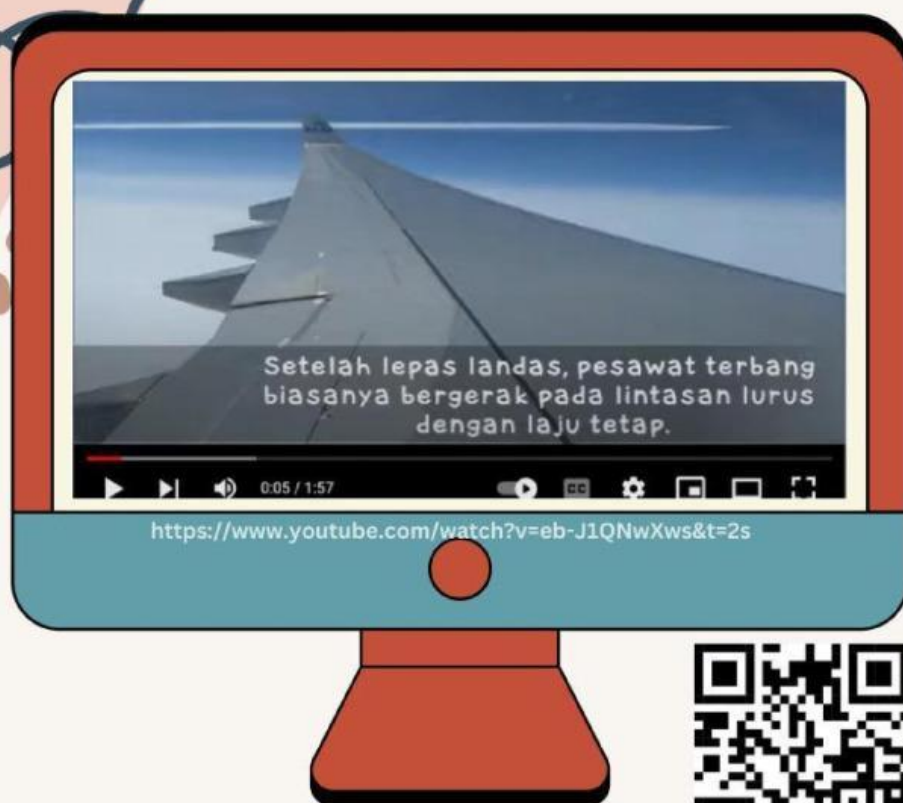 Setelah lepas landas, pesawat terbang
biasanya bergerak pada lintasan lurus
dengan laju tetap.
0:05 / 1:57
CC
https://www.youtube.com/watch?v=eb-J1QNwXws&t=2s